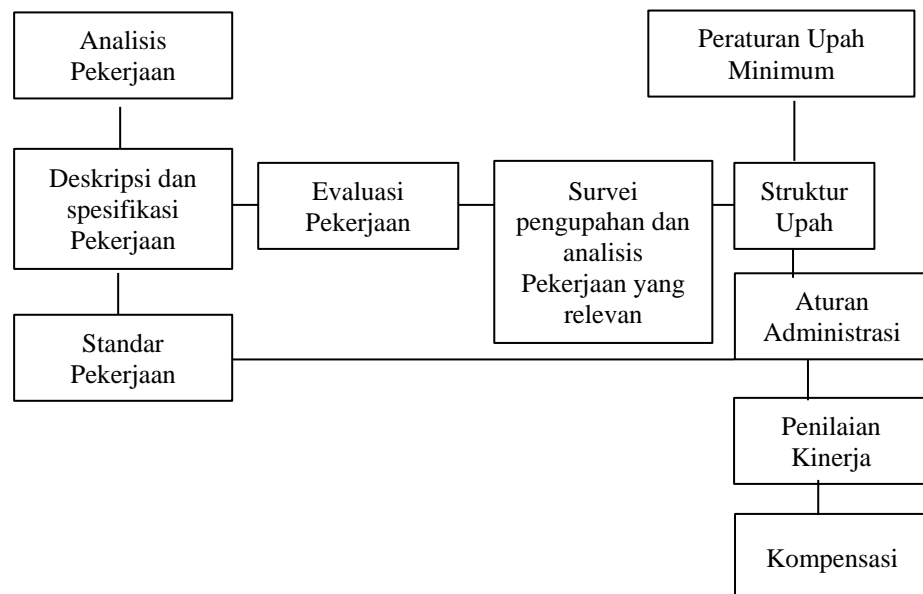 Analisis
Pekerjaan
Peraturan Upah
Minimum
Deskripsi dan
spesifikasi
Pekerjaan
Evaluasi
Pekerjaan
Survei
pengupahan dan
analisis
Pekerjaan yang
relevan
Struktur
Upah
Standar
Pekerjaan
Aturan
Administrasi
Penilaian
Kinerja
Kompensasi